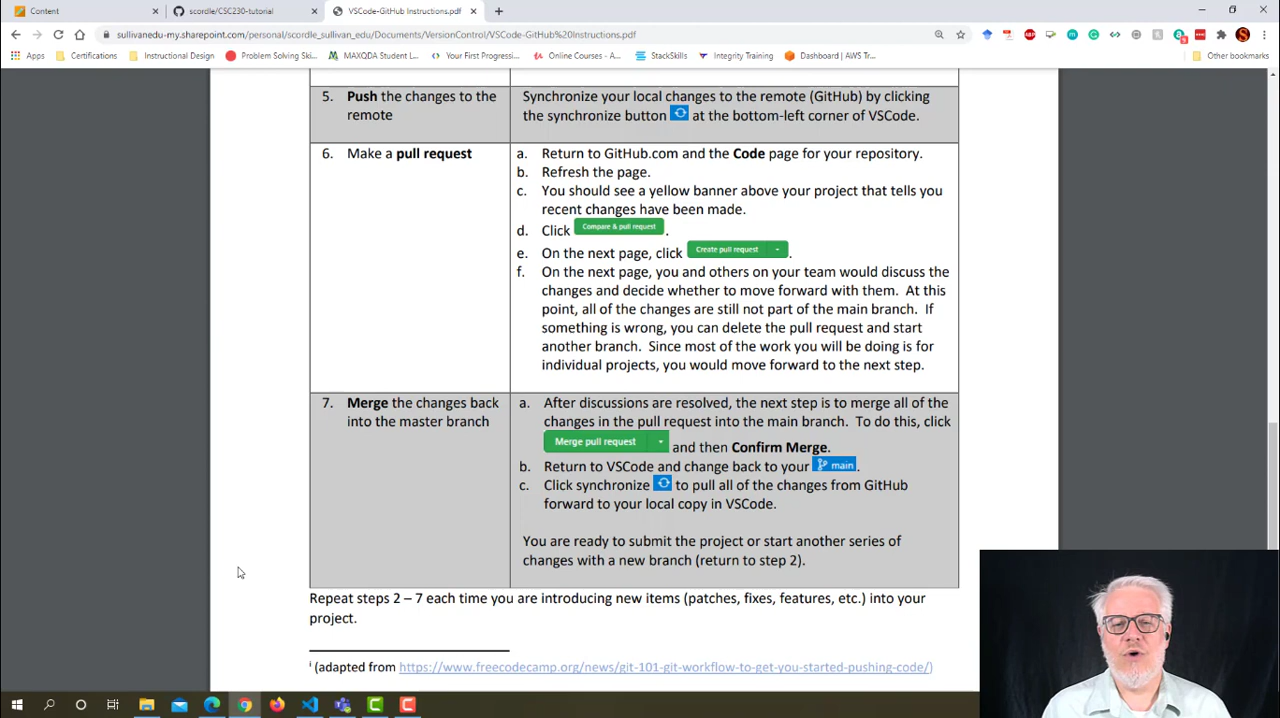 Content
scordle/CSC230-tutorial
VSCode-GitHub Instructions.pdf
sullivanedu-my.sharepoint.com/personal/scordle_sullivan_edu/Documents/VersionControl/VSCode-GitHub%20Instructions.pdf
Apps Certifications Instructional Design Problem Solving Ski... MAXQDA Student L... Your First Progressi... Online Courses - A... StackSkills Integrity Training Dashboard | AWS Tr... Other bookmarks
5. Push the changes to the remote
Synchronize your local changes to the remote (GitHub) by clicking
the synchronize button at the bottom-left corner of VSCode.
6. Make a pull request
a. Return to GitHub.com and the Code page for your repository.
b. Refresh the page.
c. You should see a yellow banner above your project that tells you
recent changes have been made.
d. Click Compare & pull request.
e. On the next page, click Create pull request.
f. On the next page, you and others on your team would discuss the
changes and decide whether to move forward with them. At this
point, all of the changes are still not part of the main branch. If
something is wrong, you can delete the pull request and start
another branch. Since most of the work you will be doing is for
individual projects, you would move forward to the next step.
7. Merge the changes back
into the master branch
a. After discussions are resolved, the next step is to merge all of the
changes in the pull request into the main branch. To do this, click
Merge pull request and then Confirm Merge.
b. Return to VSCode and change back to your main.
c. Click synchronize to pull all of the changes from GitHub
forward to your local copy in VSCode.
You are ready to submit the project or start another series of
changes with a new branch (return to step 2).
Repeat steps 2 – 7 each time you are introducing new items (patches, fixes, features, etc.) into your
project.
i (adapted from https://www.freecodecamp.org/news/git-101-git-workflow-to-get-you-started-pushing-code/)